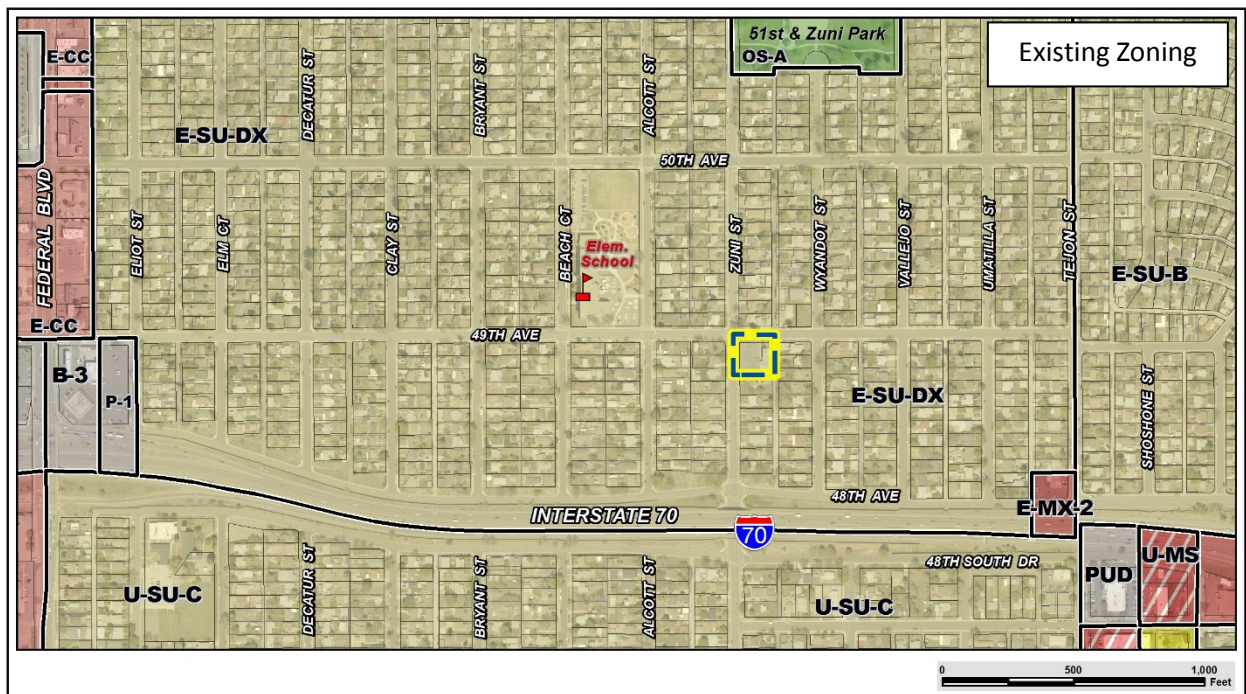 51st & Zuni Park
OS-A
Existing Zoning
E-CC
DECATUR ST
BRYANT ST
ALCOTT ST
E-SU-DX
50TH AVE
FEDERAL BLVD
ELIOT ST
ELM CT
CLAY ST
BEACH CT
Elem.
School
ZUNI ST
WYANDOT ST
VALLEJO ST
UMATILLA ST
TEJON ST
E-SU-B
E-CC
49TH AVE
B-3
P-1
E-SU-DX
SHOSHONE ST
48TH AVE
E-MX-2
INTERSTATE 70
70
48TH SOUTH DR
PUD
U-MS
U-SU-C
DECATUR ST
BRYANT ST
ALCOTT ST
U-SU-C
0 500 1,000
Feet